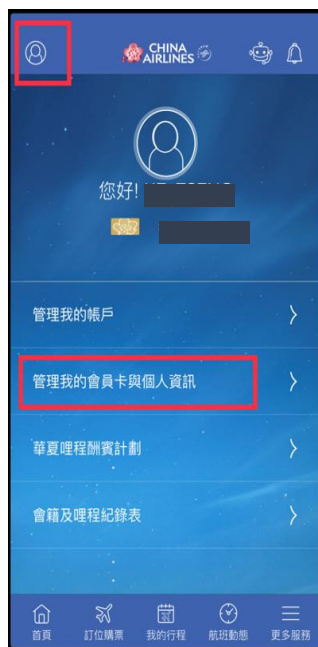 CHINA
AIRLINES
您好!
管理我的帳戶
管理我的會員卡與個人資訊
華夏哩程酬賓計劃
會籍及哩程紀錄表
首頁 訂位購票 我的行程 航班動態 更多服務